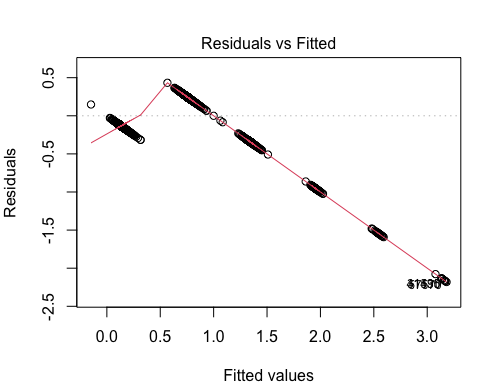 Residuals vs Fitted
Residuals
0.5
-0.5
-1.5
-2.5
0.0 0.5 1.0 1.5 2.0 2.5 3.0
Fitted values